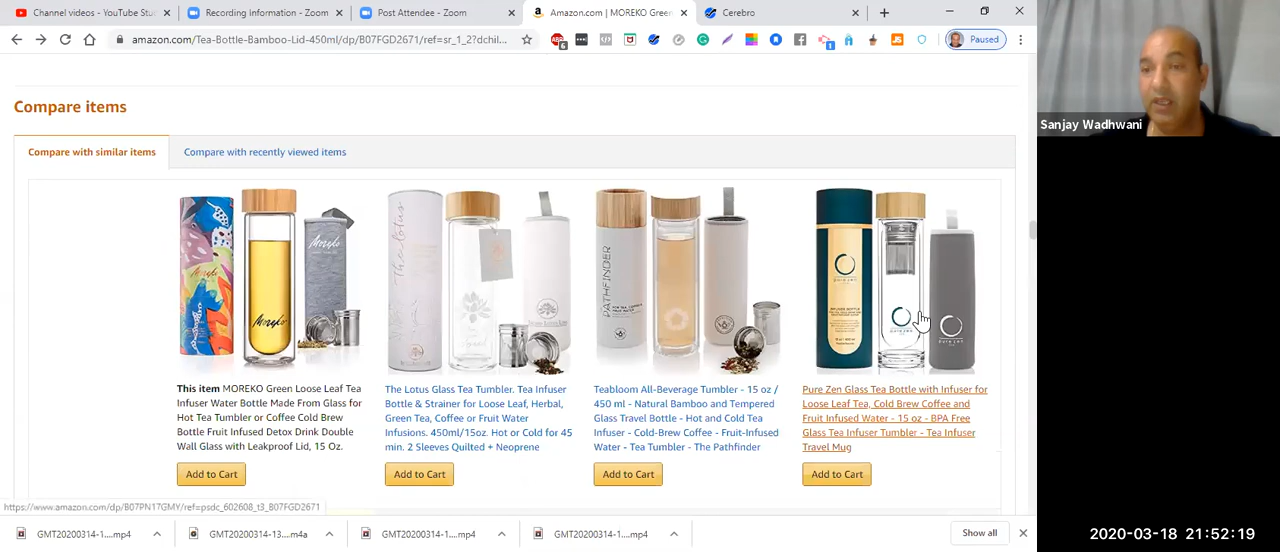 Channel videos - YouTube Stu
Recording Information - Zoom
Post Attendee - Zoom
Amazon.com | MOREKO Green
Cerebro
amazon.com/Tea-Bottle-Bamboo-Lid-450ml/dp/B07FGD2671/ref=sr_1_2?dchil...
Paused
Sanjay Wadhwani
Compare items
Compare with similar items
Compare with recently viewed items
Moreko
Moreko
PATHFINDER
pure zen
pure zen
This item MOREKO Green Loose Leaf Tea
Infuser Water Bottle Made From Glass for
Hot Tea Tumbler or Coffee Cold Brew
Bottle Fruit Infused Detox Drink Double
Wall Glass with Leakproof Lid, 15 Oz.
Add to Cart
The Lotus Glass Tea Tumbler. Tea Infuser
Bottle & Strainer for Loose Leaf, Herbal,
Green Tea, Coffee or Fruit Water
Infusions. 450ml/15oz. Hot or Cold for 45
min. 2 Sleeves Quilted + Neoprene
Add to Cart
Teabloom All-Beverage Tumbler - 15 oz /
450 ml - Natural Bamboo and Tempered
Glass Travel Bottle - Hot and Cold Tea
Infuser - Cold-Brew Coffee - Fruit-Infused
Water - Tea Tumbler - The Pathfinder
Add to Cart
Pure Zen Glass Tea Bottle with Infuser for
Loose Leaf Tea, Cold Brew Coffee and
Fruit Infused Water - 15 oz - BPA Free
Glass Tea Infuser Tumbler - Tea Infuser
Travel Mug
Add to Cart
https://www.amazon.com/dp/B07PN17GMY/ref=psdc_602608_t3_B07FGD2671
GMT20200314-1....mp4
GMT20200314-13....m4a
GMT20200314-1....mp4
GMT20200314-1....mp4
Show all
2020-03-18 21:52:19